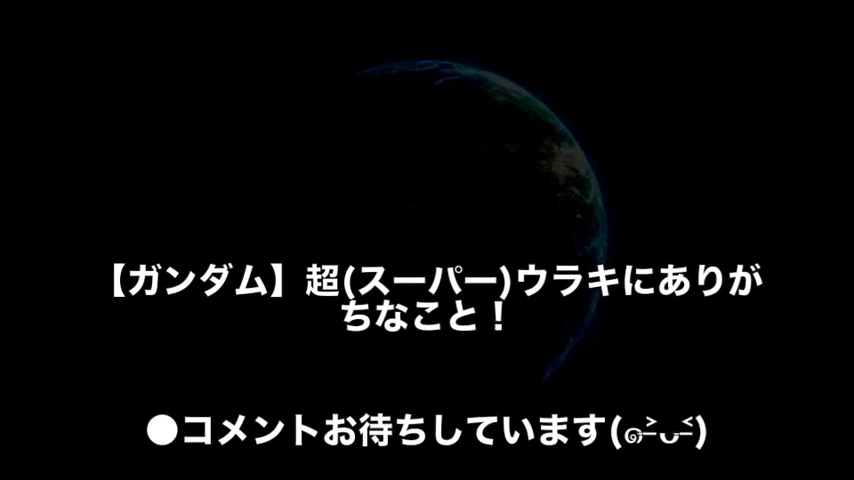 【ガンダム】超(スーパー)ウラキにありが
ちなこと！
●コメントお待ちしています(๑˃̵ᴗ˂̵)